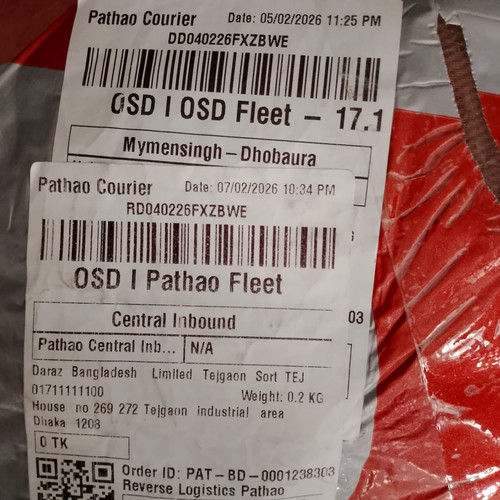 Pathao Courier Date: 05/02/2026 11:25 PM
DD040226FXZBWE
OSD | OSD Fleet – 17.1
Mymensingh – Dhobaura
Pathao Courier Date: 07/02/2026 10:34 PM
RD040226FXZBWE
OSD | Pathao Fleet
03
Central Inbound
Pathao Central Inb... N/A
Daraz Bangladesh Limited Tejgaon Sort TEJ
01711111100 Weight: 0.2 KG
House no 269 272 Tejgaon industrial area
Dhaka 1208
0 TK
Order ID: PAT-BD-0001238303
Reverse Logistics Pathao